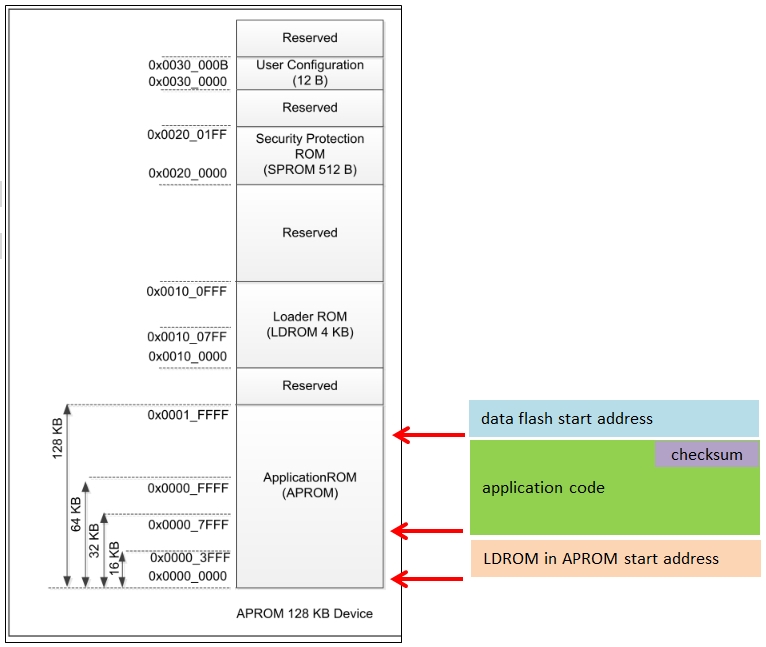 Reserved
0x0030_000B
0x0030_0000
User Configuration
(12 B)
Reserved
0x0020_01FF
0x0020_0000
Security Protection
ROM
(SPROM 512 B)
Reserved
0x0010_0FFF
0x0010_07FF
0x0010_0000
Loader ROM
(LDROM 4 KB)
Reserved
0x0001_FFFF
0x0000_FFFF
0x0000_7FFF
0x0000_3FFF
0x0000_0000
128 KB
64 KB
32 KB
16 KB
ApplicationROM
(APROM)
APROM 128 KB Device
data flash start address
checksum
application code
LDROM in APROM start address